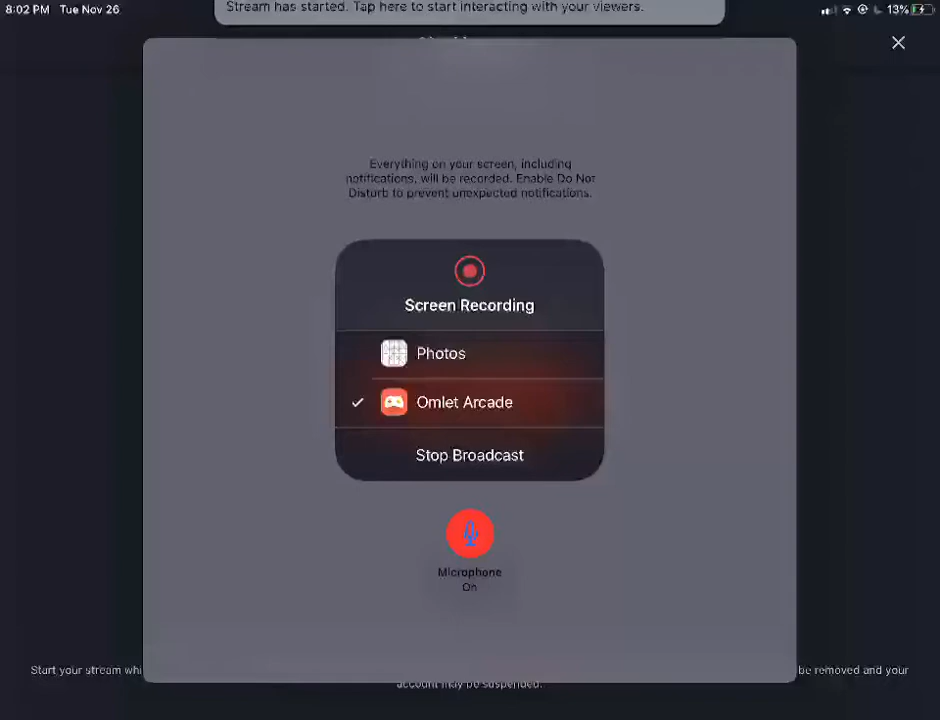 8:02 PM Tue Nov 26
Stream has started. Tap here to start interacting with your viewers.
13%
Everything on your screen, including
notifications, will be recorded. Enable Do Not
Disturb to prevent unexpected notifications.
Screen Recording
Photos
Omlet Arcade
Stop Broadcast
Microphone
On
Start your stream whi
be removed and your
account may be suspended.